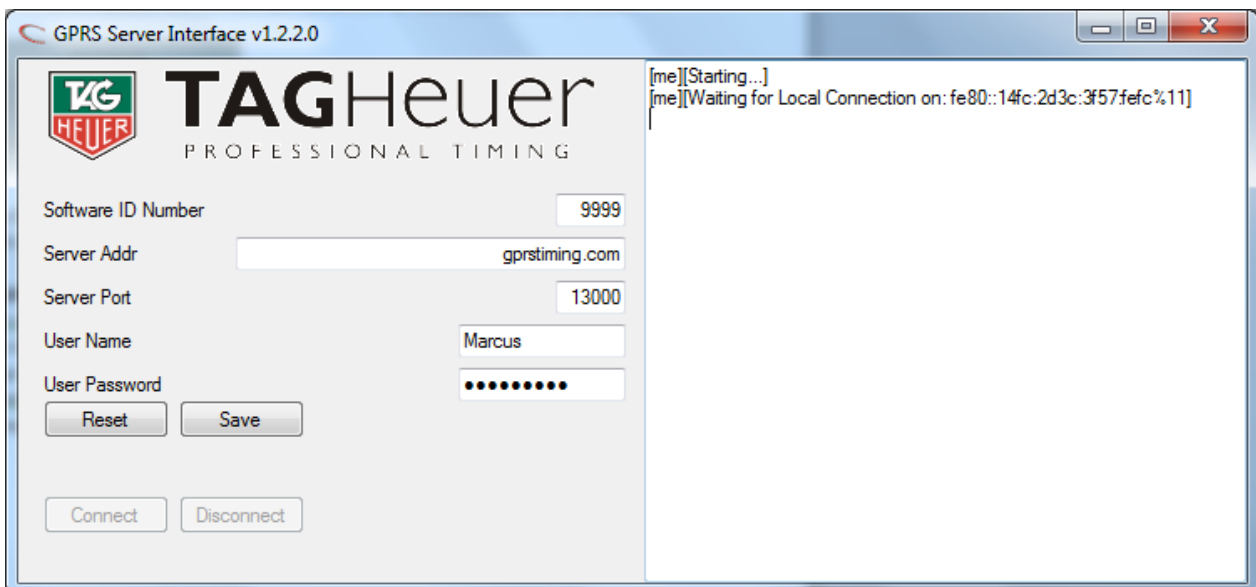 GPRS Server Interface v1.2.2.0
TAG
HEUER
TAGHeuer
PROFESSIONAL TIMING
Software ID Number 9999
Server Addr gprstiming.com
Server Port 13000
User Name Marcus
User Password •••••••••
Reset Save
Connect Disconnect
[me][Starting...]
[me][Waiting for Local Connection on: fe80::14fc:2d3c:3f57:fefc%11]